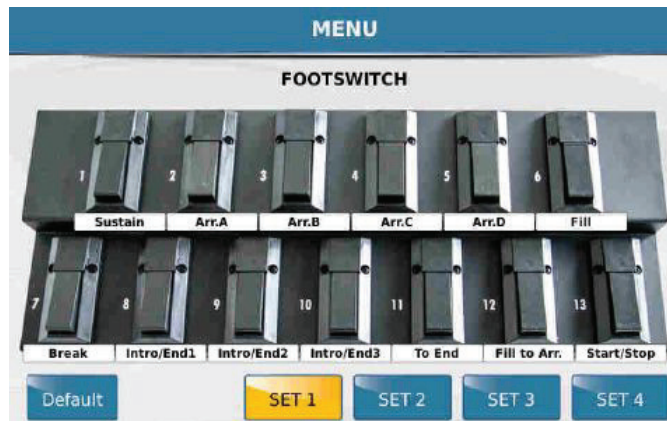 MENU
FOOTSWITCH
1 2 3 4 5 6
Sustain Arr.A Arr.B Arr.C Arr.D Fill
7 8 9 10 11 12 13
Break Intro/End1 Intro/End2 Intro/End3 To End Fill to Arr. Start/Stop
Default SET 1 SET 2 SET 3 SET 4